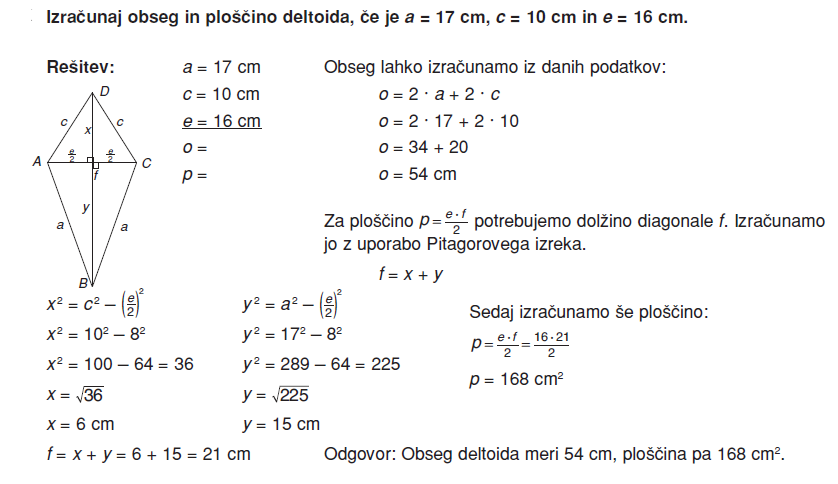 Izračunaj obseg in ploščino deltoida, če je a = 17 cm, c = 10 cm in e = 16 cm.
Rešitev:
a = 17 cm
c = 10 cm
e = 16 cm
o =
p =
D
c
c
x
e/2
e/2
A
C
f
y
a
a
B
Obseg lahko izračunamo iz danih podatkov:
o = 2 · a + 2 · c
o = 2 · 17 + 2 · 10
o = 34 + 20
o = 54 cm
Za ploščino p = e·f/2 potrebujemo dolžino diagonale f. Izračunamo
jo z uporabo Pitagorovega izreka.
f = x + y
x² = c² – (e/2)²
x² = 10² – 8²
x² = 100 – 64 = 36
x = √36
x = 6 cm
y² = a² – (e/2)²
y² = 17² – 8²
y² = 289 – 64 = 225
y = √225
y = 15 cm
f = x + y = 6 + 15 = 21 cm
Sedaj izračunamo še ploščino:
p = e·f/2 = 16·21/2
p = 168 cm²
Odgovor: Obseg deltoida meri 54 cm, ploščina pa 168 cm².